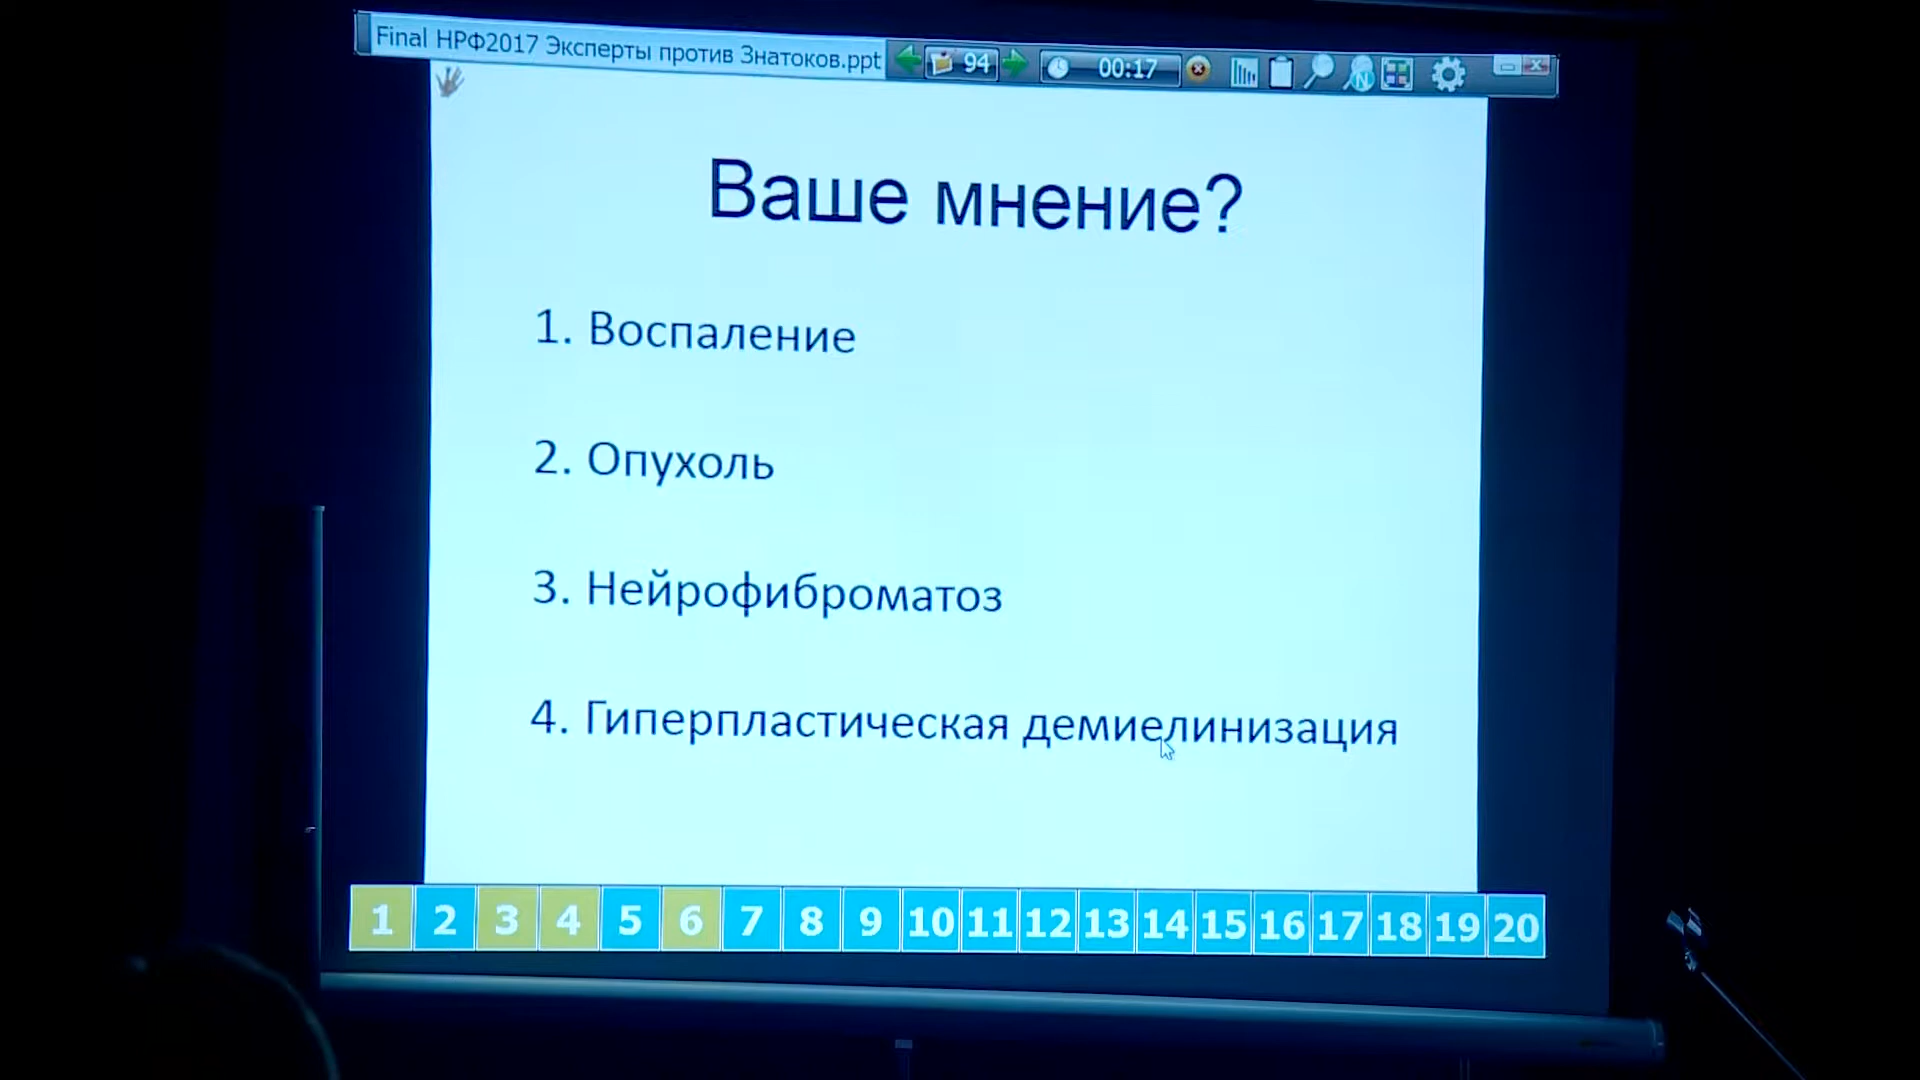 Final НРФ2017 Эксперты против Знатоков.ppt 94 00:17 N
Ваше мнение?
1. Воспаление
2. Опухоль
3. Нейрофиброматоз
4. Гиперпластическая демиелинизация
1 2 3 4 5 6 7 8 9 10 11 12 13 14 15 16 17 18 19 20